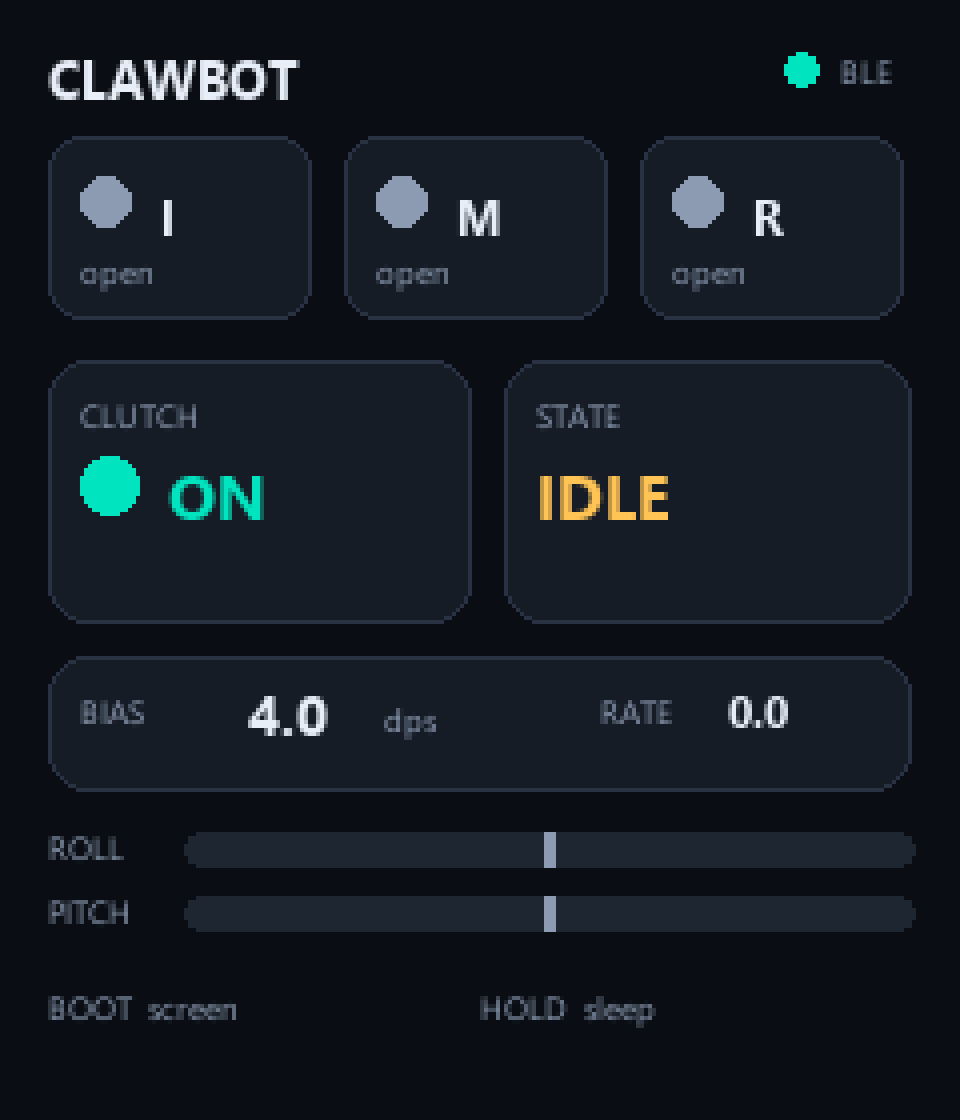 CLAWBOT BLE
I M R
open open open
CLUTCH STATE
ON IDLE
BIAS 4.0 dps RATE 0.0
ROLL
PITCH
BOOT screen HOLD sleep